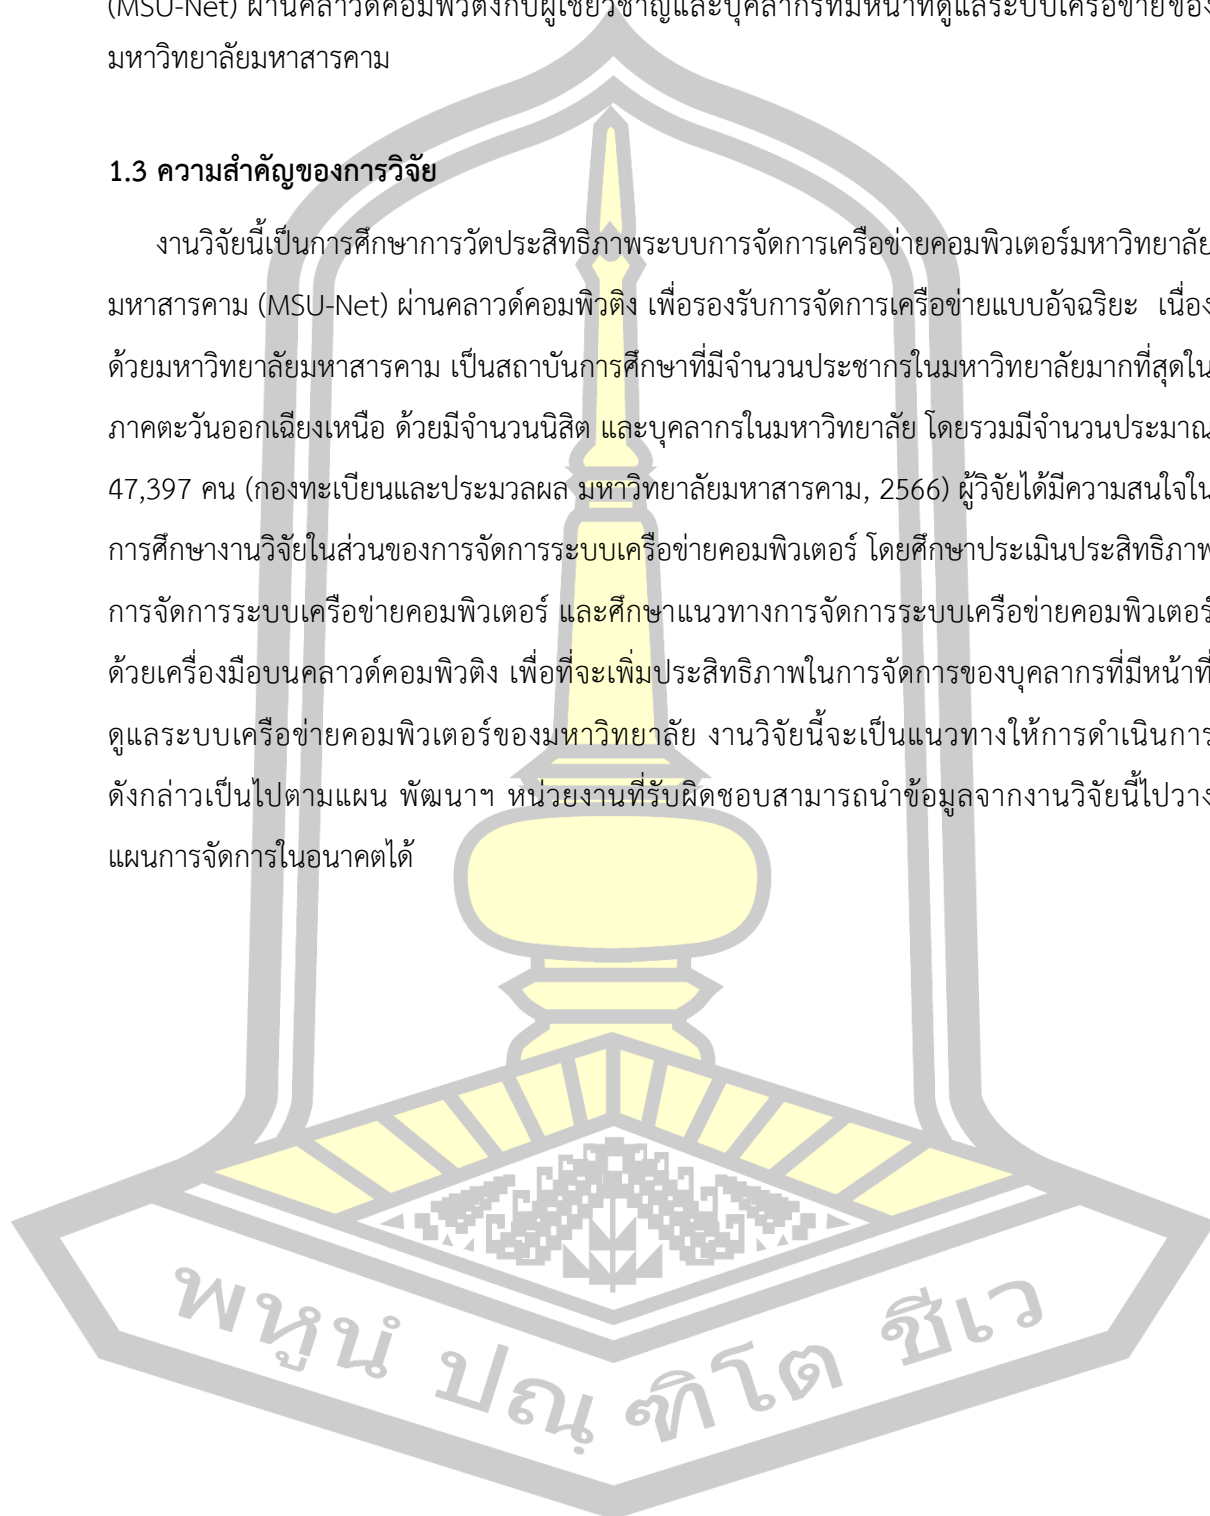 (MSU-Net) ผ่านคลาวด์คอมพิวติงกับผู้เชี่ยวชาญและบุคลากรที่มีหน้าที่ดูแลระบบเครือข่ายของ
มหาวิทยาลัยมหาสารคาม
1.3 ความสำคัญของการวิจัย
งานวิจัยนี้เป็นการศึกษาการวัดประสิทธิภาพระบบการจัดการเครือข่ายคอมพิวเตอร์มหาวิทยาลัย
มหาสารคาม (MSU-Net) ผ่านคลาวด์คอมพิวติง เพื่อรองรับการจัดการเครือข่ายแบบอัจฉริยะ เนื่อง
ด้วยมหาวิทยาลัยมหาสารคาม เป็นสถาบันการศึกษาที่มีจำนวนประชากรในมหาวิทยาลัยมากที่สุดใน
ภาคตะวันออกเฉียงเหนือ ด้วยมีจำนวนนิสิต และบุคลากรในมหาวิทยาลัย โดยรวมมีจำนวนประมาณ
47,397 คน (กองทะเบียนและประมวลผล มหาวิทยาลัยมหาสารคาม, 2566) ผู้วิจัยได้มีความสนใจใน
การศึกษางานวิจัยในส่วนของการจัดการระบบเครือข่ายคอมพิวเตอร์ โดยศึกษาประเมินประสิทธิภาพ
การจัดการระบบเครือข่ายคอมพิวเตอร์ และศึกษาแนวทางการจัดการระบบเครือข่ายคอมพิวเตอร์
ด้วยเครื่องมือบนคลาวด์คอมพิวติง เพื่อที่จะเพิ่มประสิทธิภาพในการจัดการของบุคลากรที่มีหน้าที่
ดูแลระบบเครือข่ายคอมพิวเตอร์ของมหาวิทยาลัย งานวิจัยนี้จะเป็นแนวทางให้การดำเนินการ
ดังกล่าวเป็นไปตามแผน พัฒนาฯ หน่วยงานที่รับผิดชอบสามารถนำข้อมูลจากงานวิจัยนี้ไปวาง
แผนการจัดการในอนาคตได้
พหูนํ ปณฺ ฑิโต ชีเว